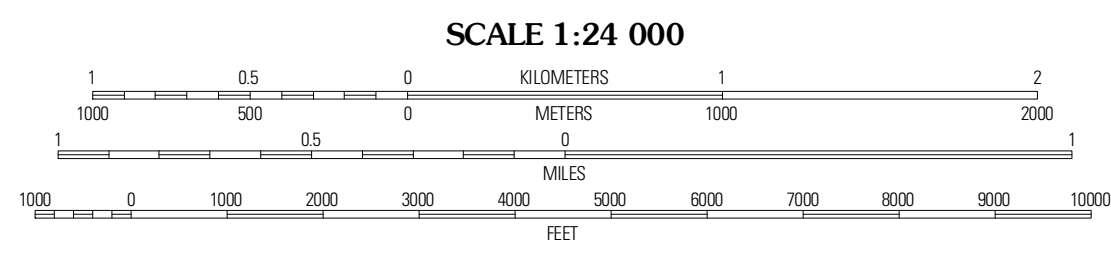 SCALE 1:24 000
1 0.5 0 KILOMETERS 1 2
1000 500 0 METERS 1000 2000
1 0.5 0 1
MILES
1000 0 1000 2000 3000 4000 5000 6000 7000 8000 9000 10000
FEET